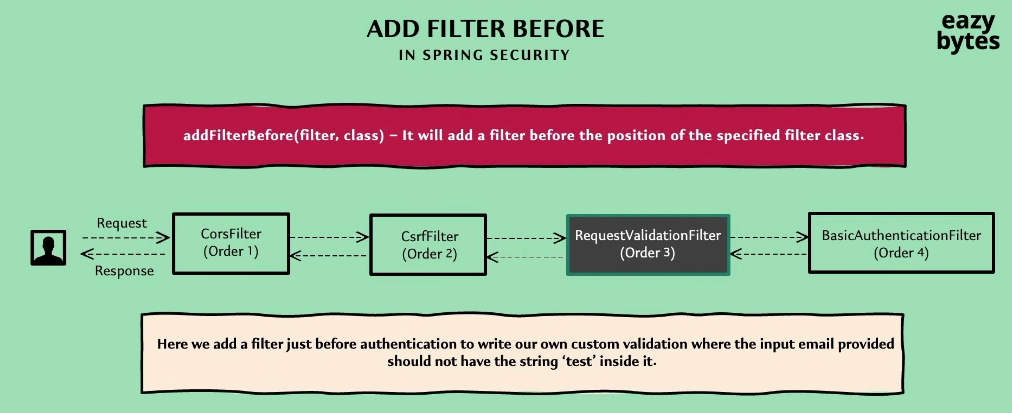 ADD FILTER BEFORE
IN SPRING SECURITY
eazy
bytes
addFilterBefore(filter, class) – It will add a filter before the position of the specified filter class.
Request
Response
CorsFilter
(Order 1)
CsrfFilter
(Order 2)
RequestValidationFilter
(Order 3)
BasicAuthenticationFilter
(Order 4)
Here we add a filter just before authentication to write our own custom validation where the input email provided
should not have the string ‘test’ inside it.